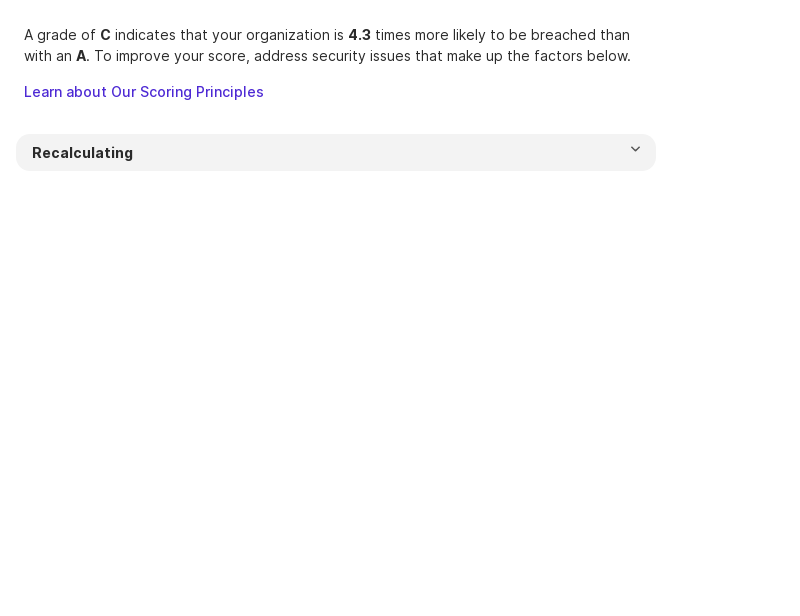 A grade of C indicates that your organization is 4.3 times more likely to be breached than
with an A. To improve your score, address security issues that make up the factors below.
Learn about Our Scoring Principles
Recalculating